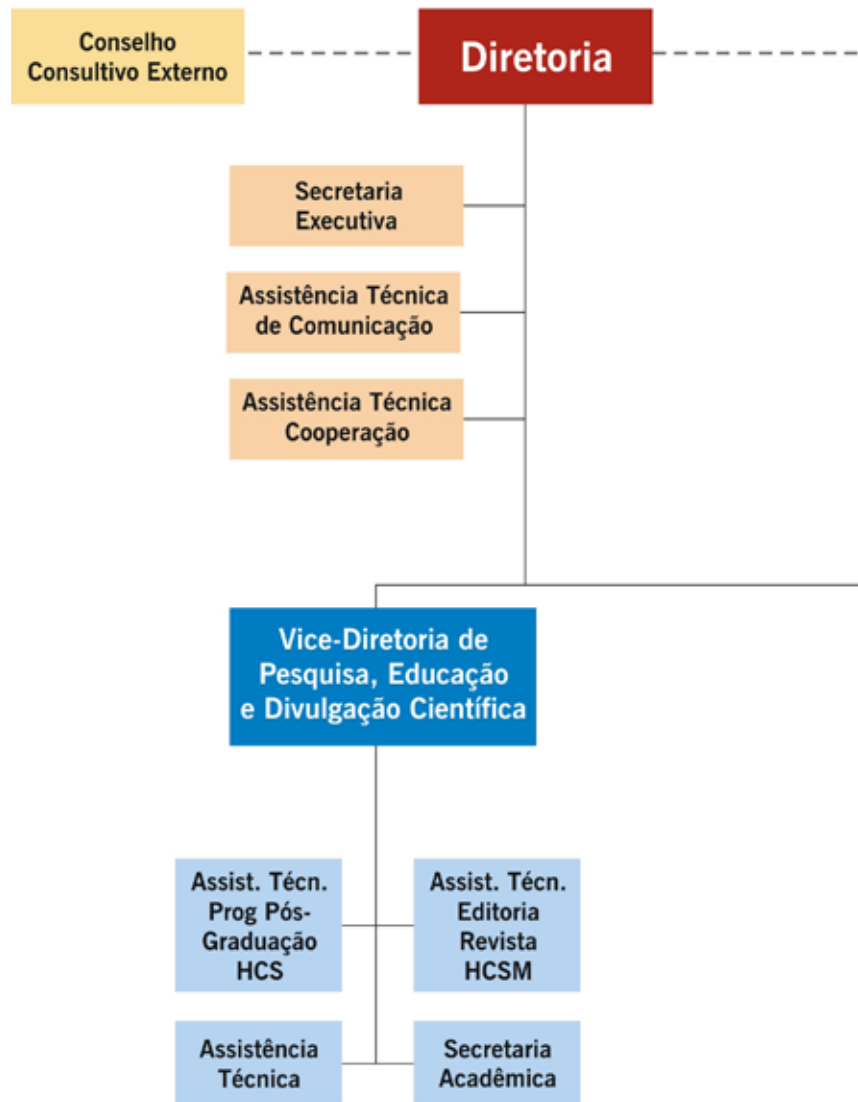 Conselho
Consultivo Externo
Diretoria
Secretaria
Executiva
Assistência Técnica
de Comunicação
Assistência Técnica
Cooperação
Vice-Diretoria de
Pesquisa, Educação
e Divulgação Científica
Assist. Técn.
Prog Pós-
Graduação
HCS
Assist. Técn.
Editoria
Revista
HCSM
Assistência
Técnica
Secretaria
Acadêmica